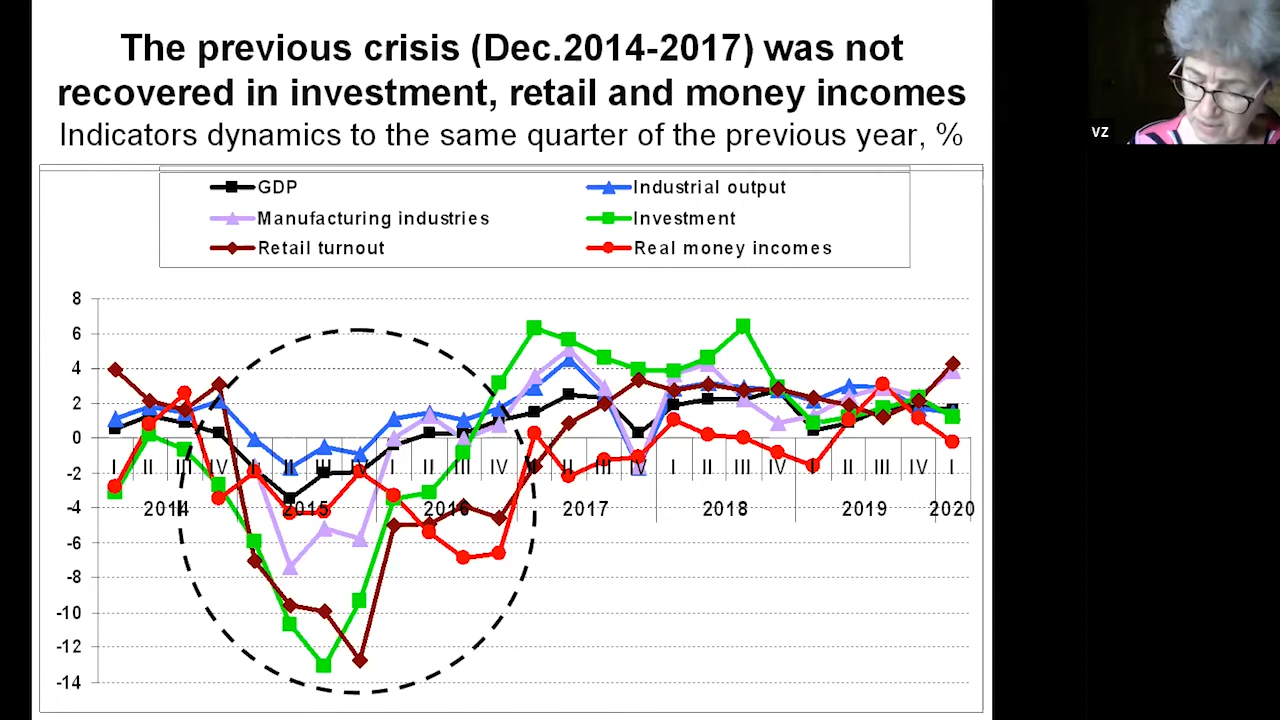 The previous crisis (Dec.2014-2017) was not
recovered in investment, retail and money incomes
Indicators dynamics to the same quarter of the previous year, %
VZ
GDP
Industrial output
Manufacturing industries
Investment
Retail turnout
Real money incomes
8
6
4
2
0
-2
-4
-6
-8
-10
-12
-14
I II III IV I II III IV I II III IV I II III IV I II III IV I II III IV I
2014 2015 2016 2017 2018 2019 2020